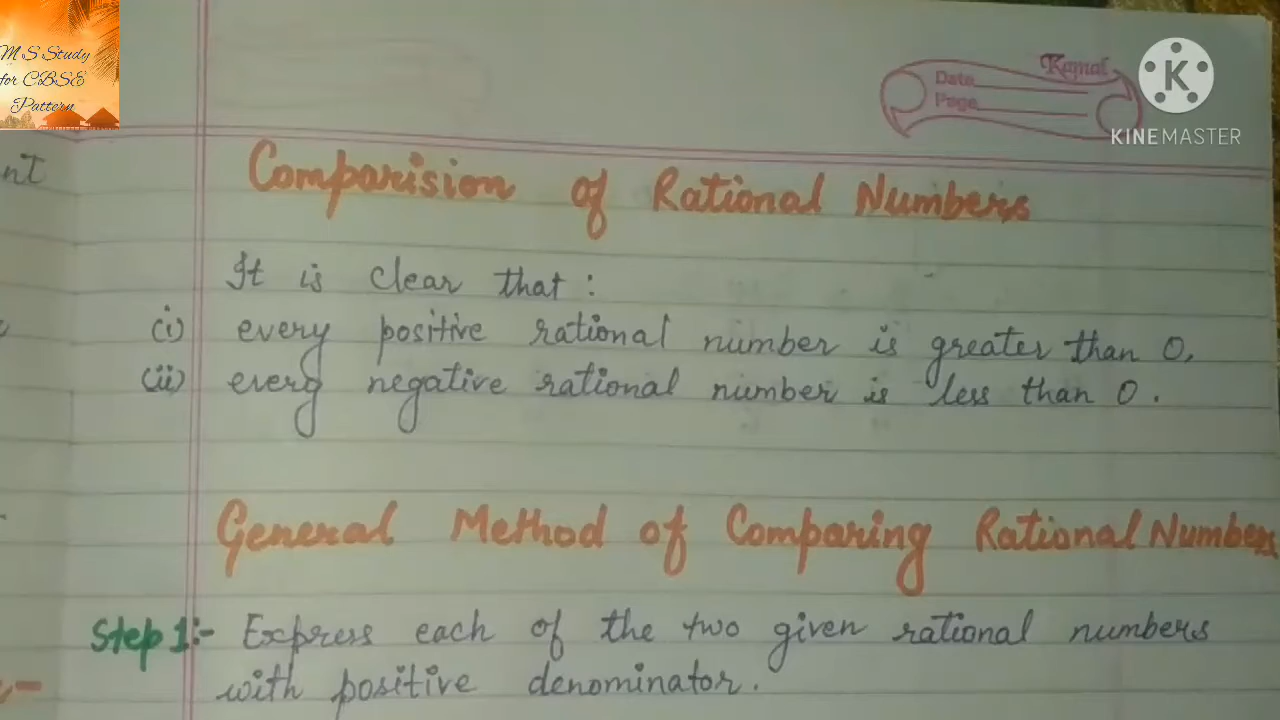 MS Study
for CBSE
Pattern
Kamal
Date
Page
K
KINEMASTER
nt
Comparision of Rational Numbers
It is clear that :
(i) every positive rational number is greater than 0,
(ii) every negative rational number is less than 0.
General Method of Comparing Rational Numbers
Step 1:- Express each of the two given rational numbers
with positive denominator.